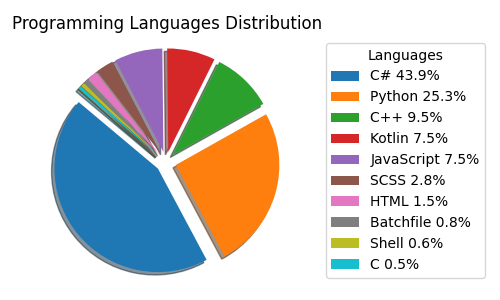 Programming Languages Distribution
Languages
C# 43.9%
Python 25.3%
C++ 9.5%
Kotlin 7.5%
JavaScript 7.5%
SCSS 2.8%
HTML 1.5%
Batchfile 0.8%
Shell 0.6%
C 0.5%